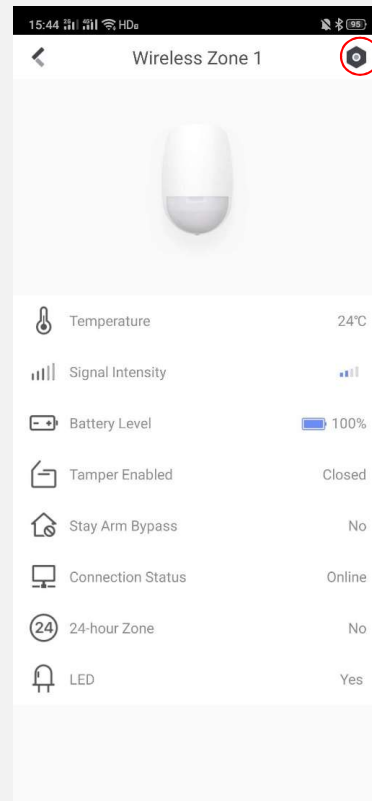 15:44 HD 95
Wireless Zone 1
Temperature 24℃
Signal Intensity
Battery Level 100%
Tamper Enabled Closed
Stay Arm Bypass No
Connection Status Online
24 24-hour Zone No
LED Yes